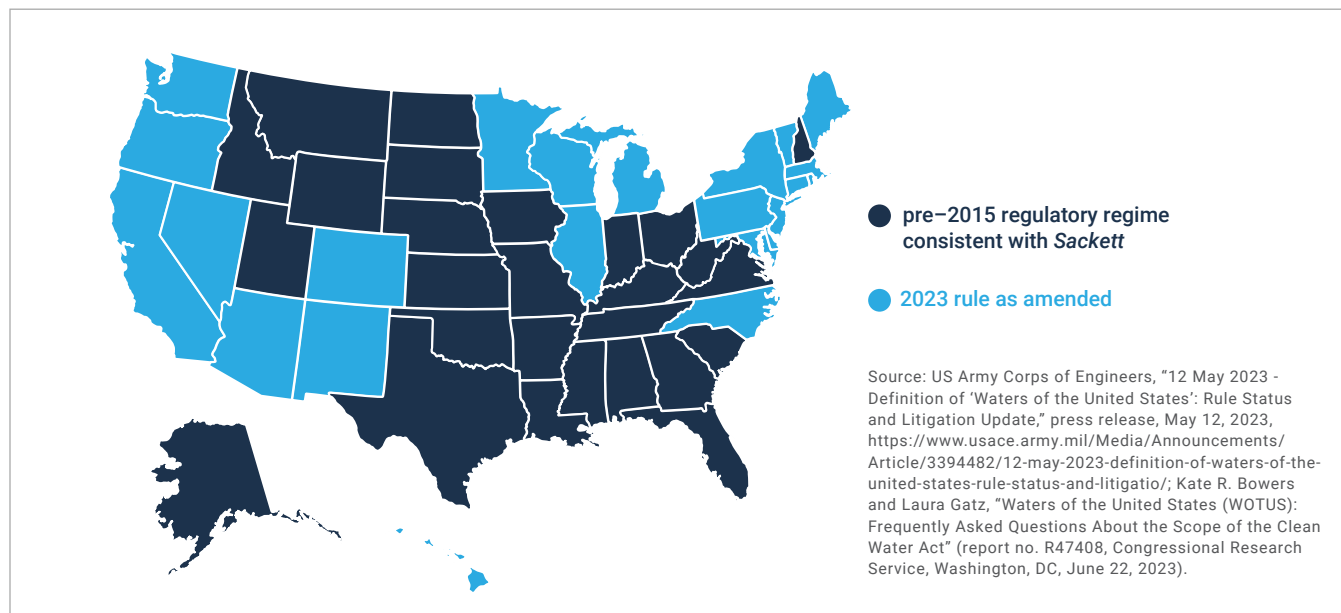 pre–2015 regulatory regime
consistent with Sackett
2023 rule as amended
Source: US Army Corps of Engineers, “12 May 2023 -
Definition of ‘Waters of the United States’: Rule Status
and Litigation Update,” press release, May 12, 2023,
https://www.usace.army.mil/Media/Announcements/
Article/3394482/12-may-2023-definition-of-waters-of-the-
united-states-rule-status-and-litigatio/; Kate R. Bowers
and Laura Gatz, “Waters of the United States (WOTUS):
Frequently Asked Questions About the Scope of the Clean
Water Act” (report no. R47408, Congressional Research
Service, Washington, DC, June 22, 2023).